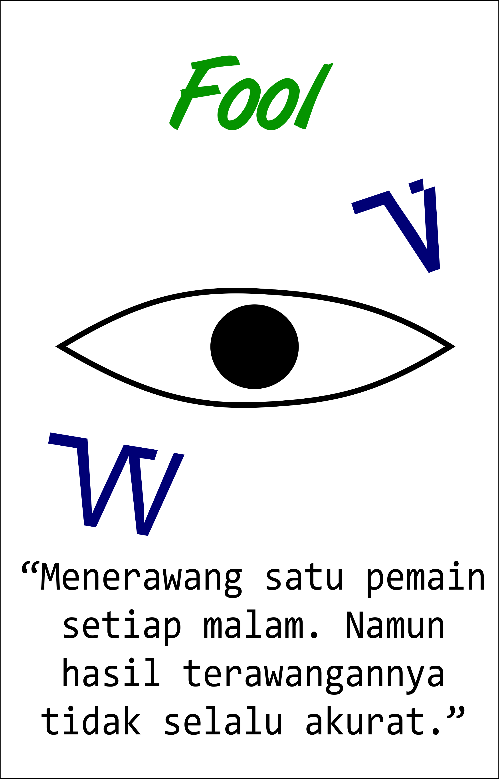 Fool
V
W
“Menerawang satu pemain
setiap malam. Namun
hasil terawangannya
tidak selalu akurat.”